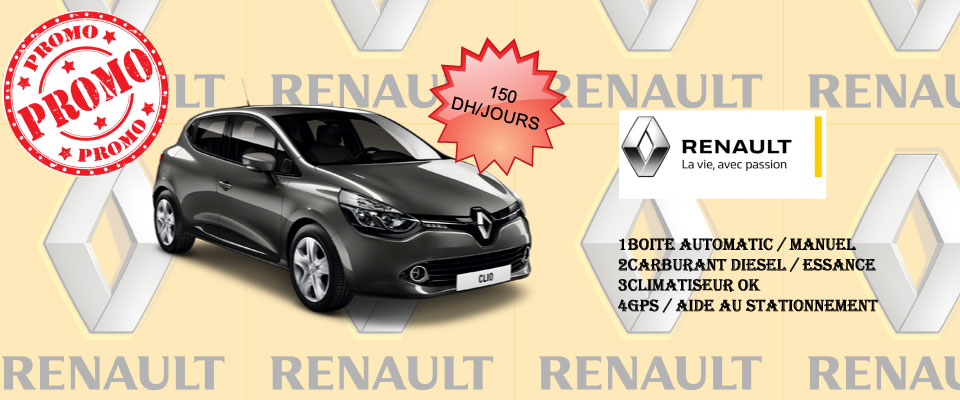 PROMO
PROMO
PROMO
150
DH/JOURS
RENAULT
La vie, avec passion
1BOITE AUTOMATIC / MANUEL
2CARBURANT DIESEL / ESSANCE
3CLIMATISEUR OK
4GPS / AIDE AU STATIONNEMENT
CLIO
RENAULT RENAULT RENAULT RENAULT
RENAULT RENAULT RENAULT RENAULT